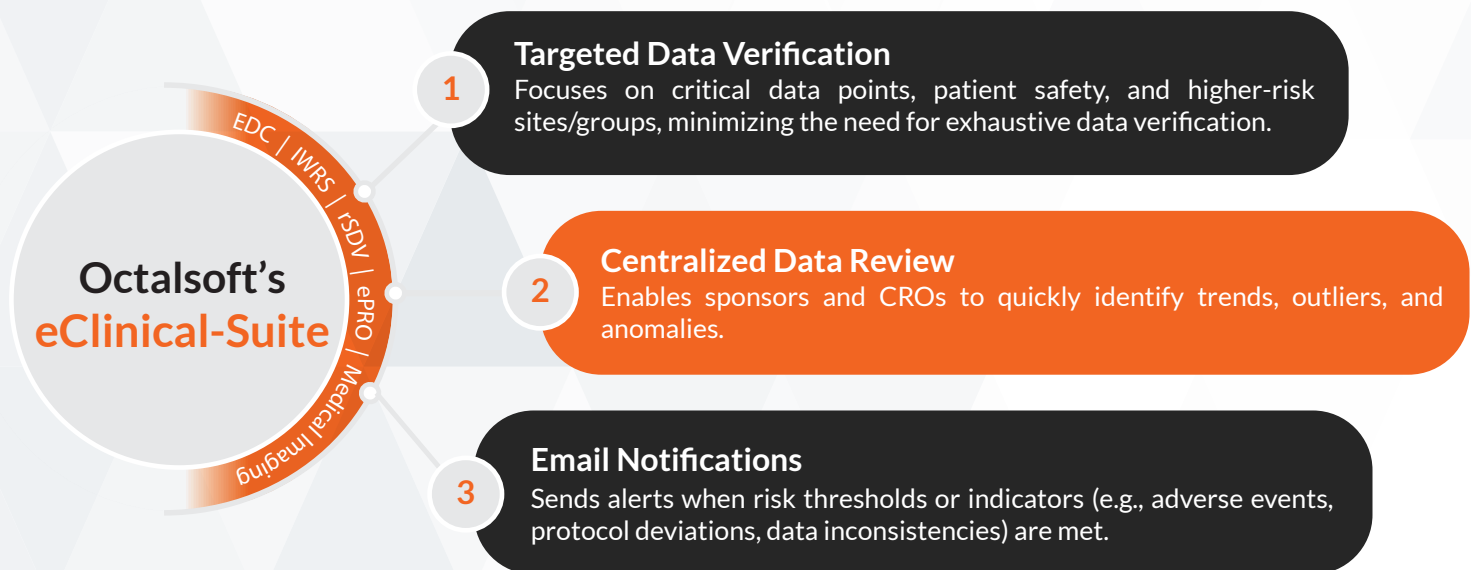 Octalsoft's
eClinical-Suite
EDC | IWRS | rSDV | ePRO | Medical Imaging
1
Targeted Data Verification
Focuses on critical data points, patient safety, and higher-risk
sites/groups, minimizing the need for exhaustive data verification.
2
Centralized Data Review
Enables sponsors and CROs to quickly identify trends, outliers, and
anomalies.
3
Email Notifications
Sends alerts when risk thresholds or indicators (e.g., adverse events,
protocol deviations, data inconsistencies) are met.